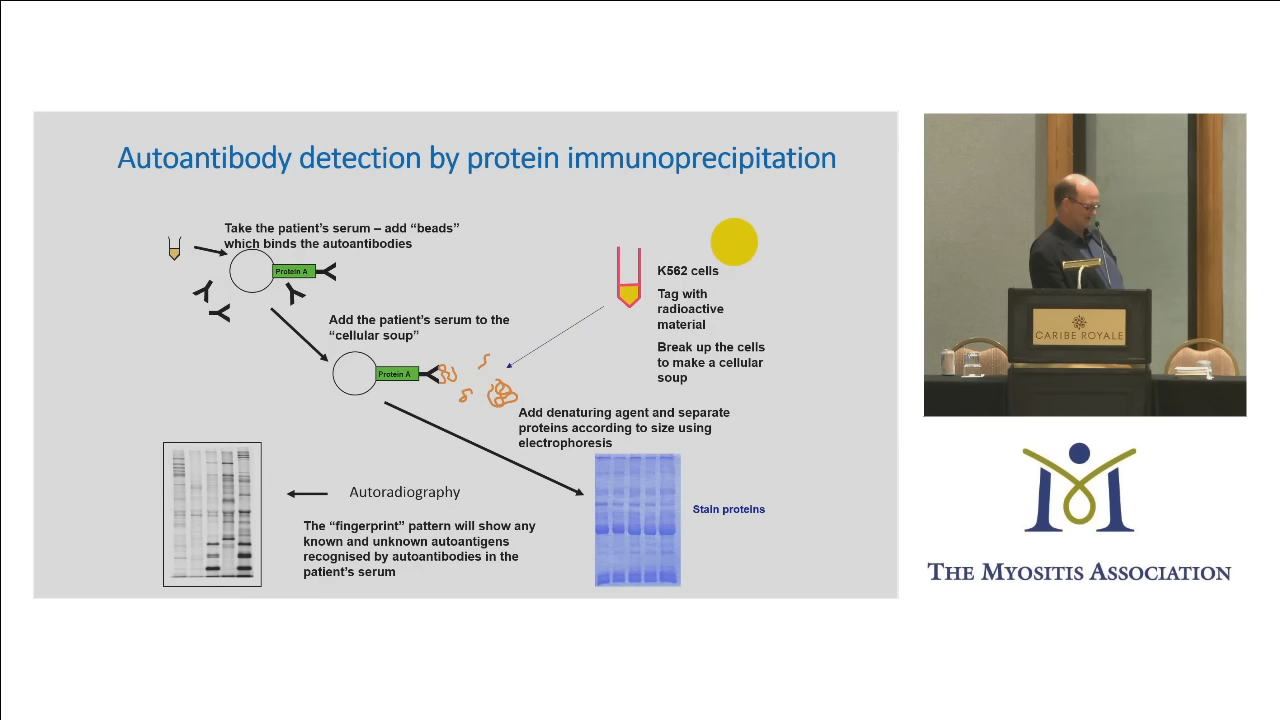 Autoantibody detection by protein immunoprecipitation
Take the patient's serum – add "beads"
which binds the autoantibodies
Protein A
K562 cells
Tag with
radioactive
material
Break up the cells
to make a cellular
soup
Add the patient's serum to the
"cellular soup"
Protein A
Add denaturing agent and separate
proteins according to size using
electrophoresis
Autoradiography
Stain proteins
The "fingerprint" pattern will show any
known and unknown autoantigens
recognised by autoantibodies in the
patient's serum
CARIBE ROYALE
THE MYOSITIS ASSOCIATION